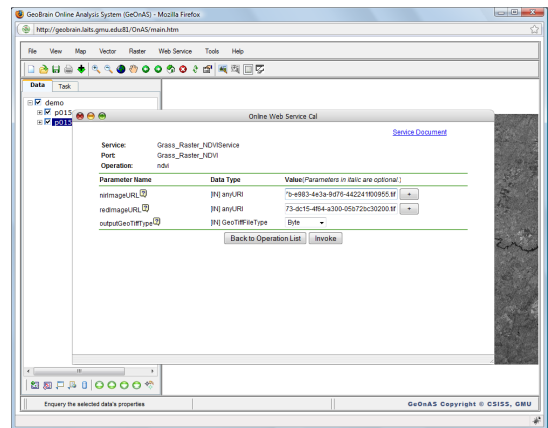 GeoBrain Online Analysis System (GeOnAS) - Mozilla Firefox
http://geobrain.laits.gmu.edu81/OnAS/main.htm
File View Map Vector Raster Web Service Tools Help
Data Task
demo
p015
p015
Online Web Service Cal
Service Document
Service: Grass_Raster_NDVIService
Port: Grass_Raster_NDVI
Operation: ndvi
Parameter Name Data Type Value(Parameters in italic are optional.)
nirImageURL [IN] anyURI 7b-e983-4e3a-9d76-442241f00955.tif +
redImageURL [IN] anyURI 73-dc15-4f64-a300-05b72bc30200.tif +
outputGeoTiffType [IN] GeoTiffFileType Byte
Back to Operation List Invoke
Enquery the selected data's properties
GeOnAS Copyright © CSISS, GMU